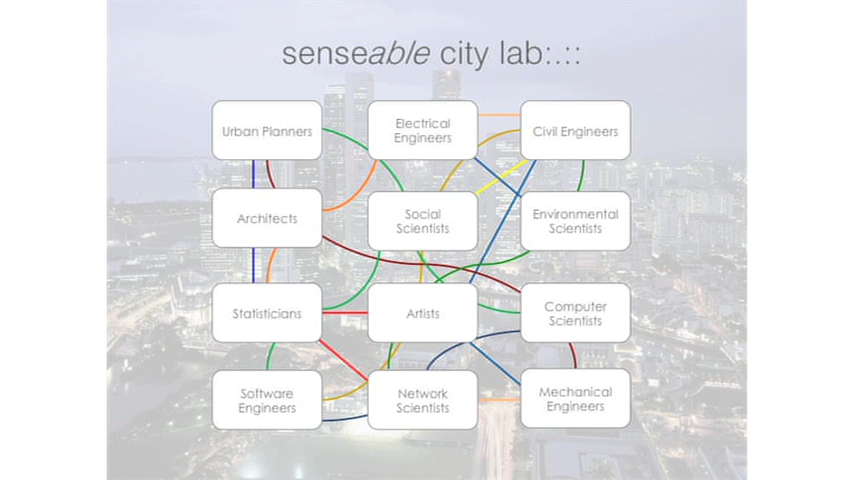 senseable city lab:.::
Urban Planners
Electrical
Engineers
Civil Engineers
Architects
Social
Scientists
Environmental
Scientists
Statisticians
Artists
Computer
Scientists
Software
Engineers
Network
Scientists
Mechanical
Engineers